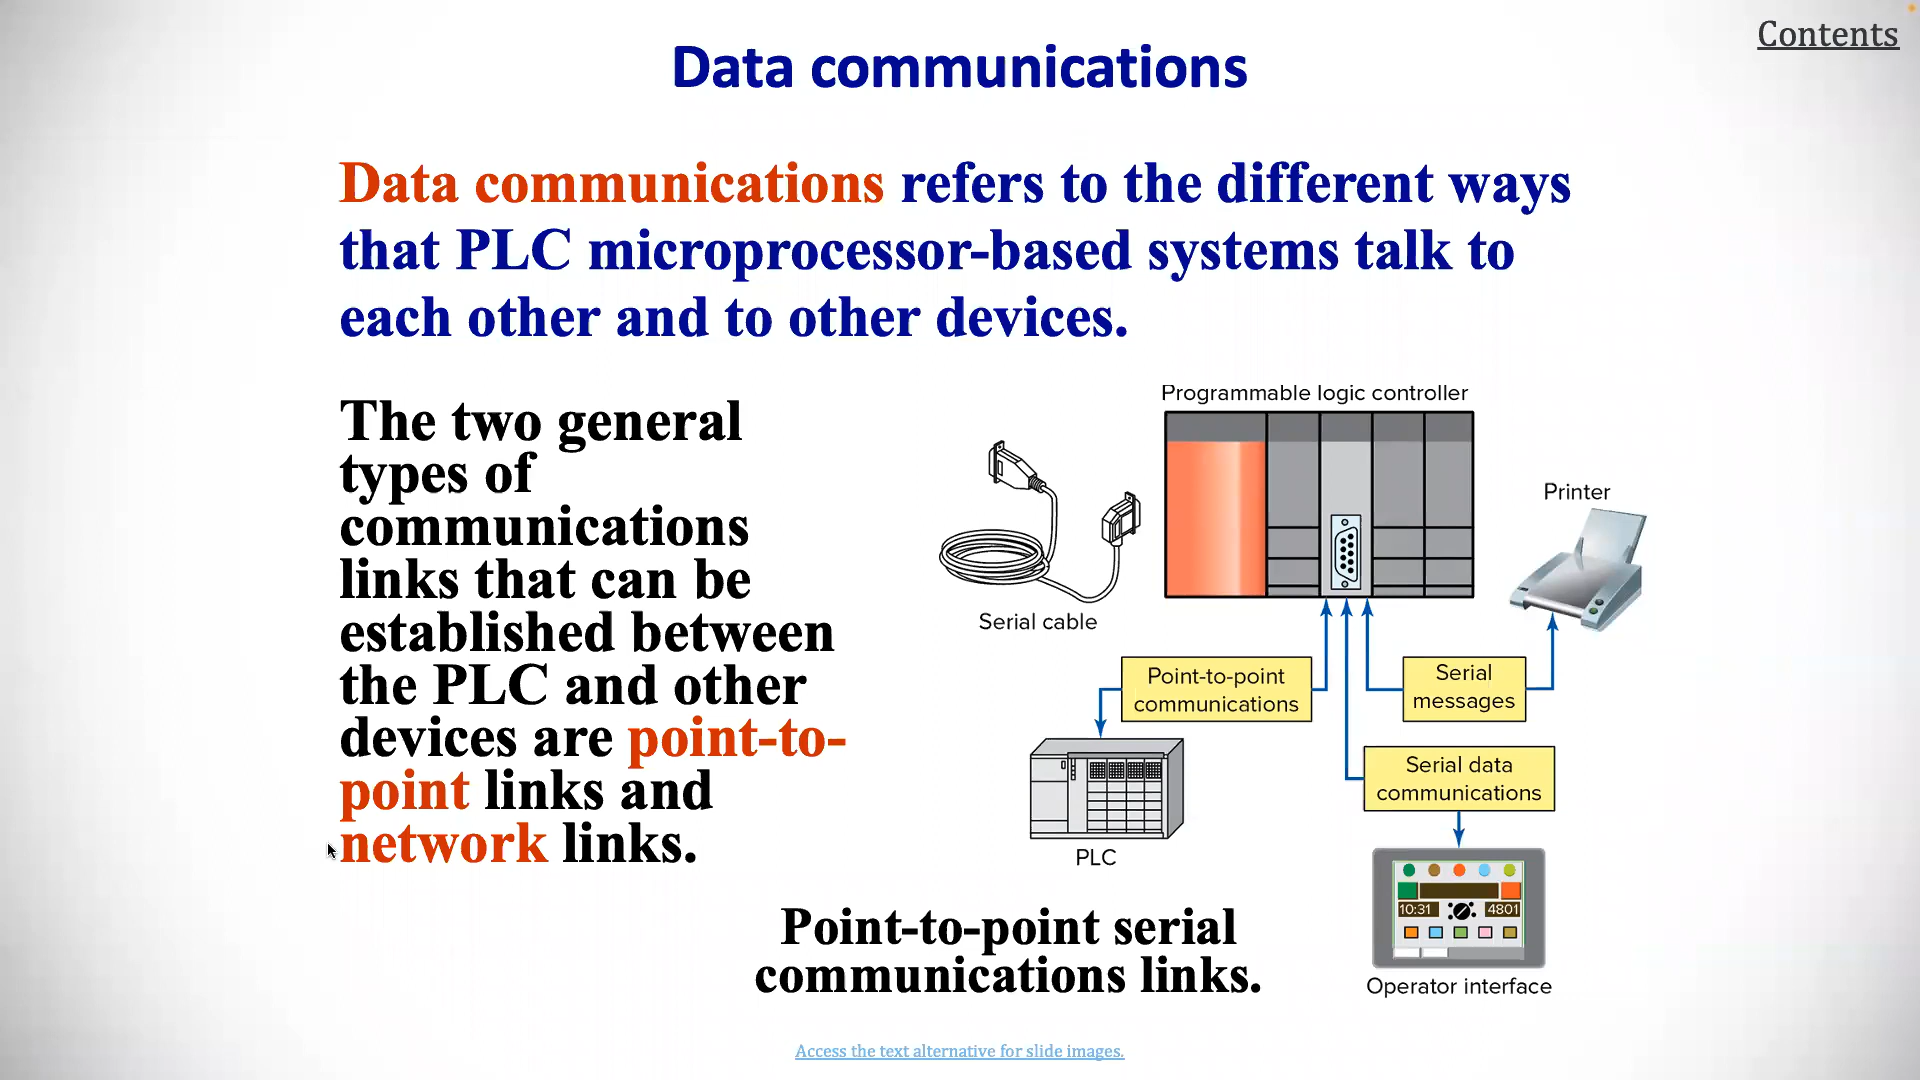 Contents
Data communications
Data communications refers to the different ways
that PLC microprocessor-based systems talk to
each other and to other devices.
The two general
types of
communications
links that can be
established between
the PLC and other
devices are point-to-
point links and
network links.
Programmable logic controller
Printer
Serial cable
Point-to-point
communications
Serial
messages
Serial data
communications
PLC
10:31
4801
Operator interface
Point-to-point serial
communications links.
Access the text alternative for slide images.